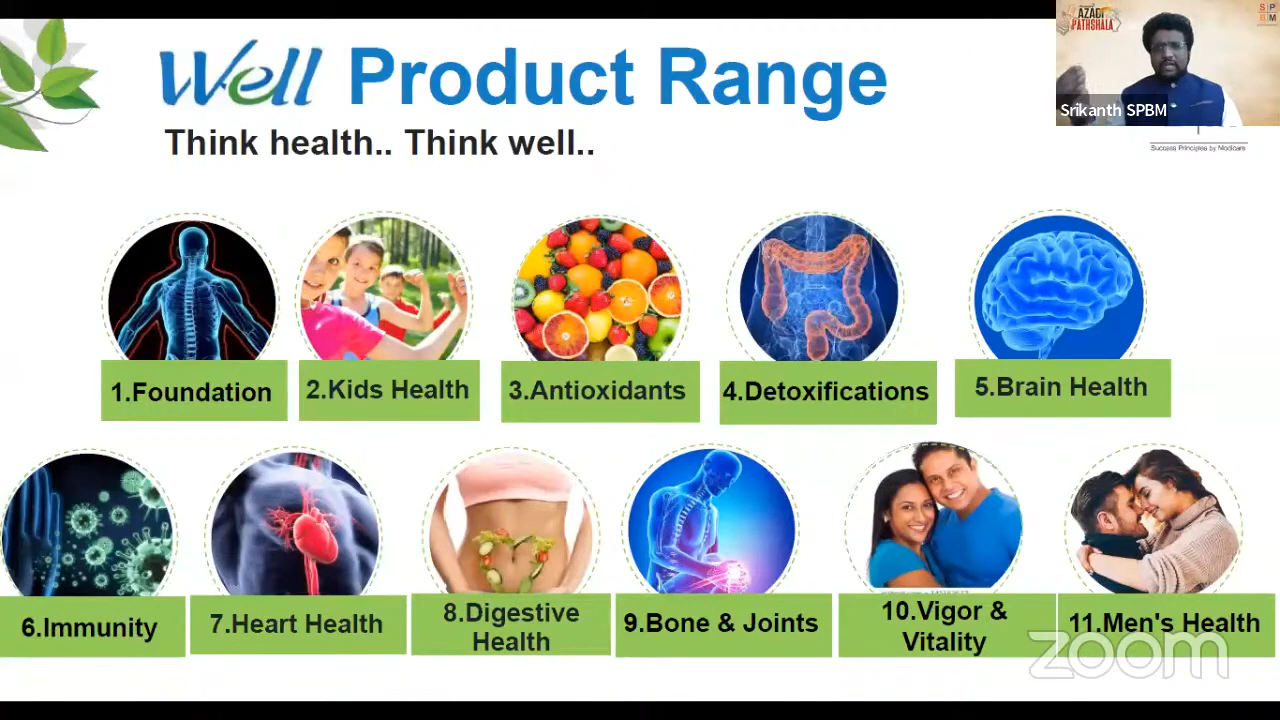 Well Product Range
Think health.. Think well..
AZADI
PATHSHALA
S P
B M
Srikanth SPBM
Success Principles by Modicare
1.Foundation
2.Kids Health
3.Antioxidants
4.Detoxifications
5.Brain Health
6.Immunity
7.Heart Health
8.Digestive
Health
9.Bone & Joints
10.Vigor &
Vitality
11.Men's Health
zoom